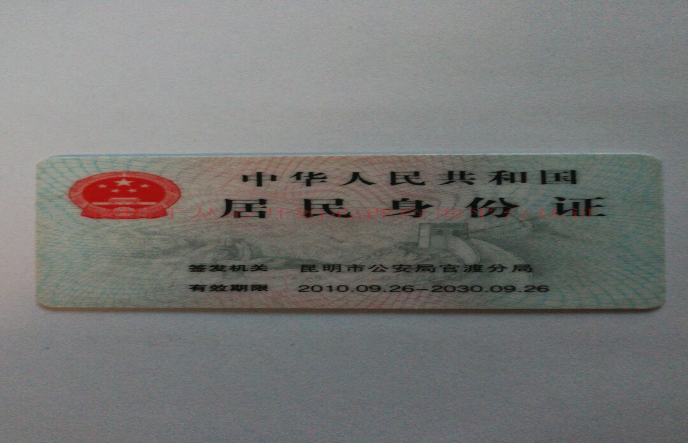 中华人民共和国
居民身份证
签发机关 昆明市公安局官渡分局
有效期限 2010.09.26-2030.09.26